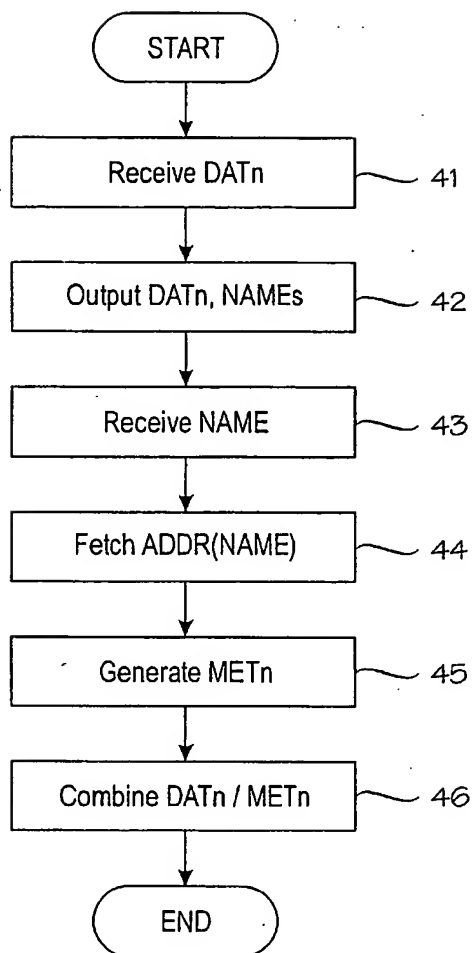 START
Receive DATn
41
Output DATn, NAMEs
42
Receive NAME
43
Fetch ADDR(NAME)
44
Generate METn
45
Combine DATn / METn
46
END